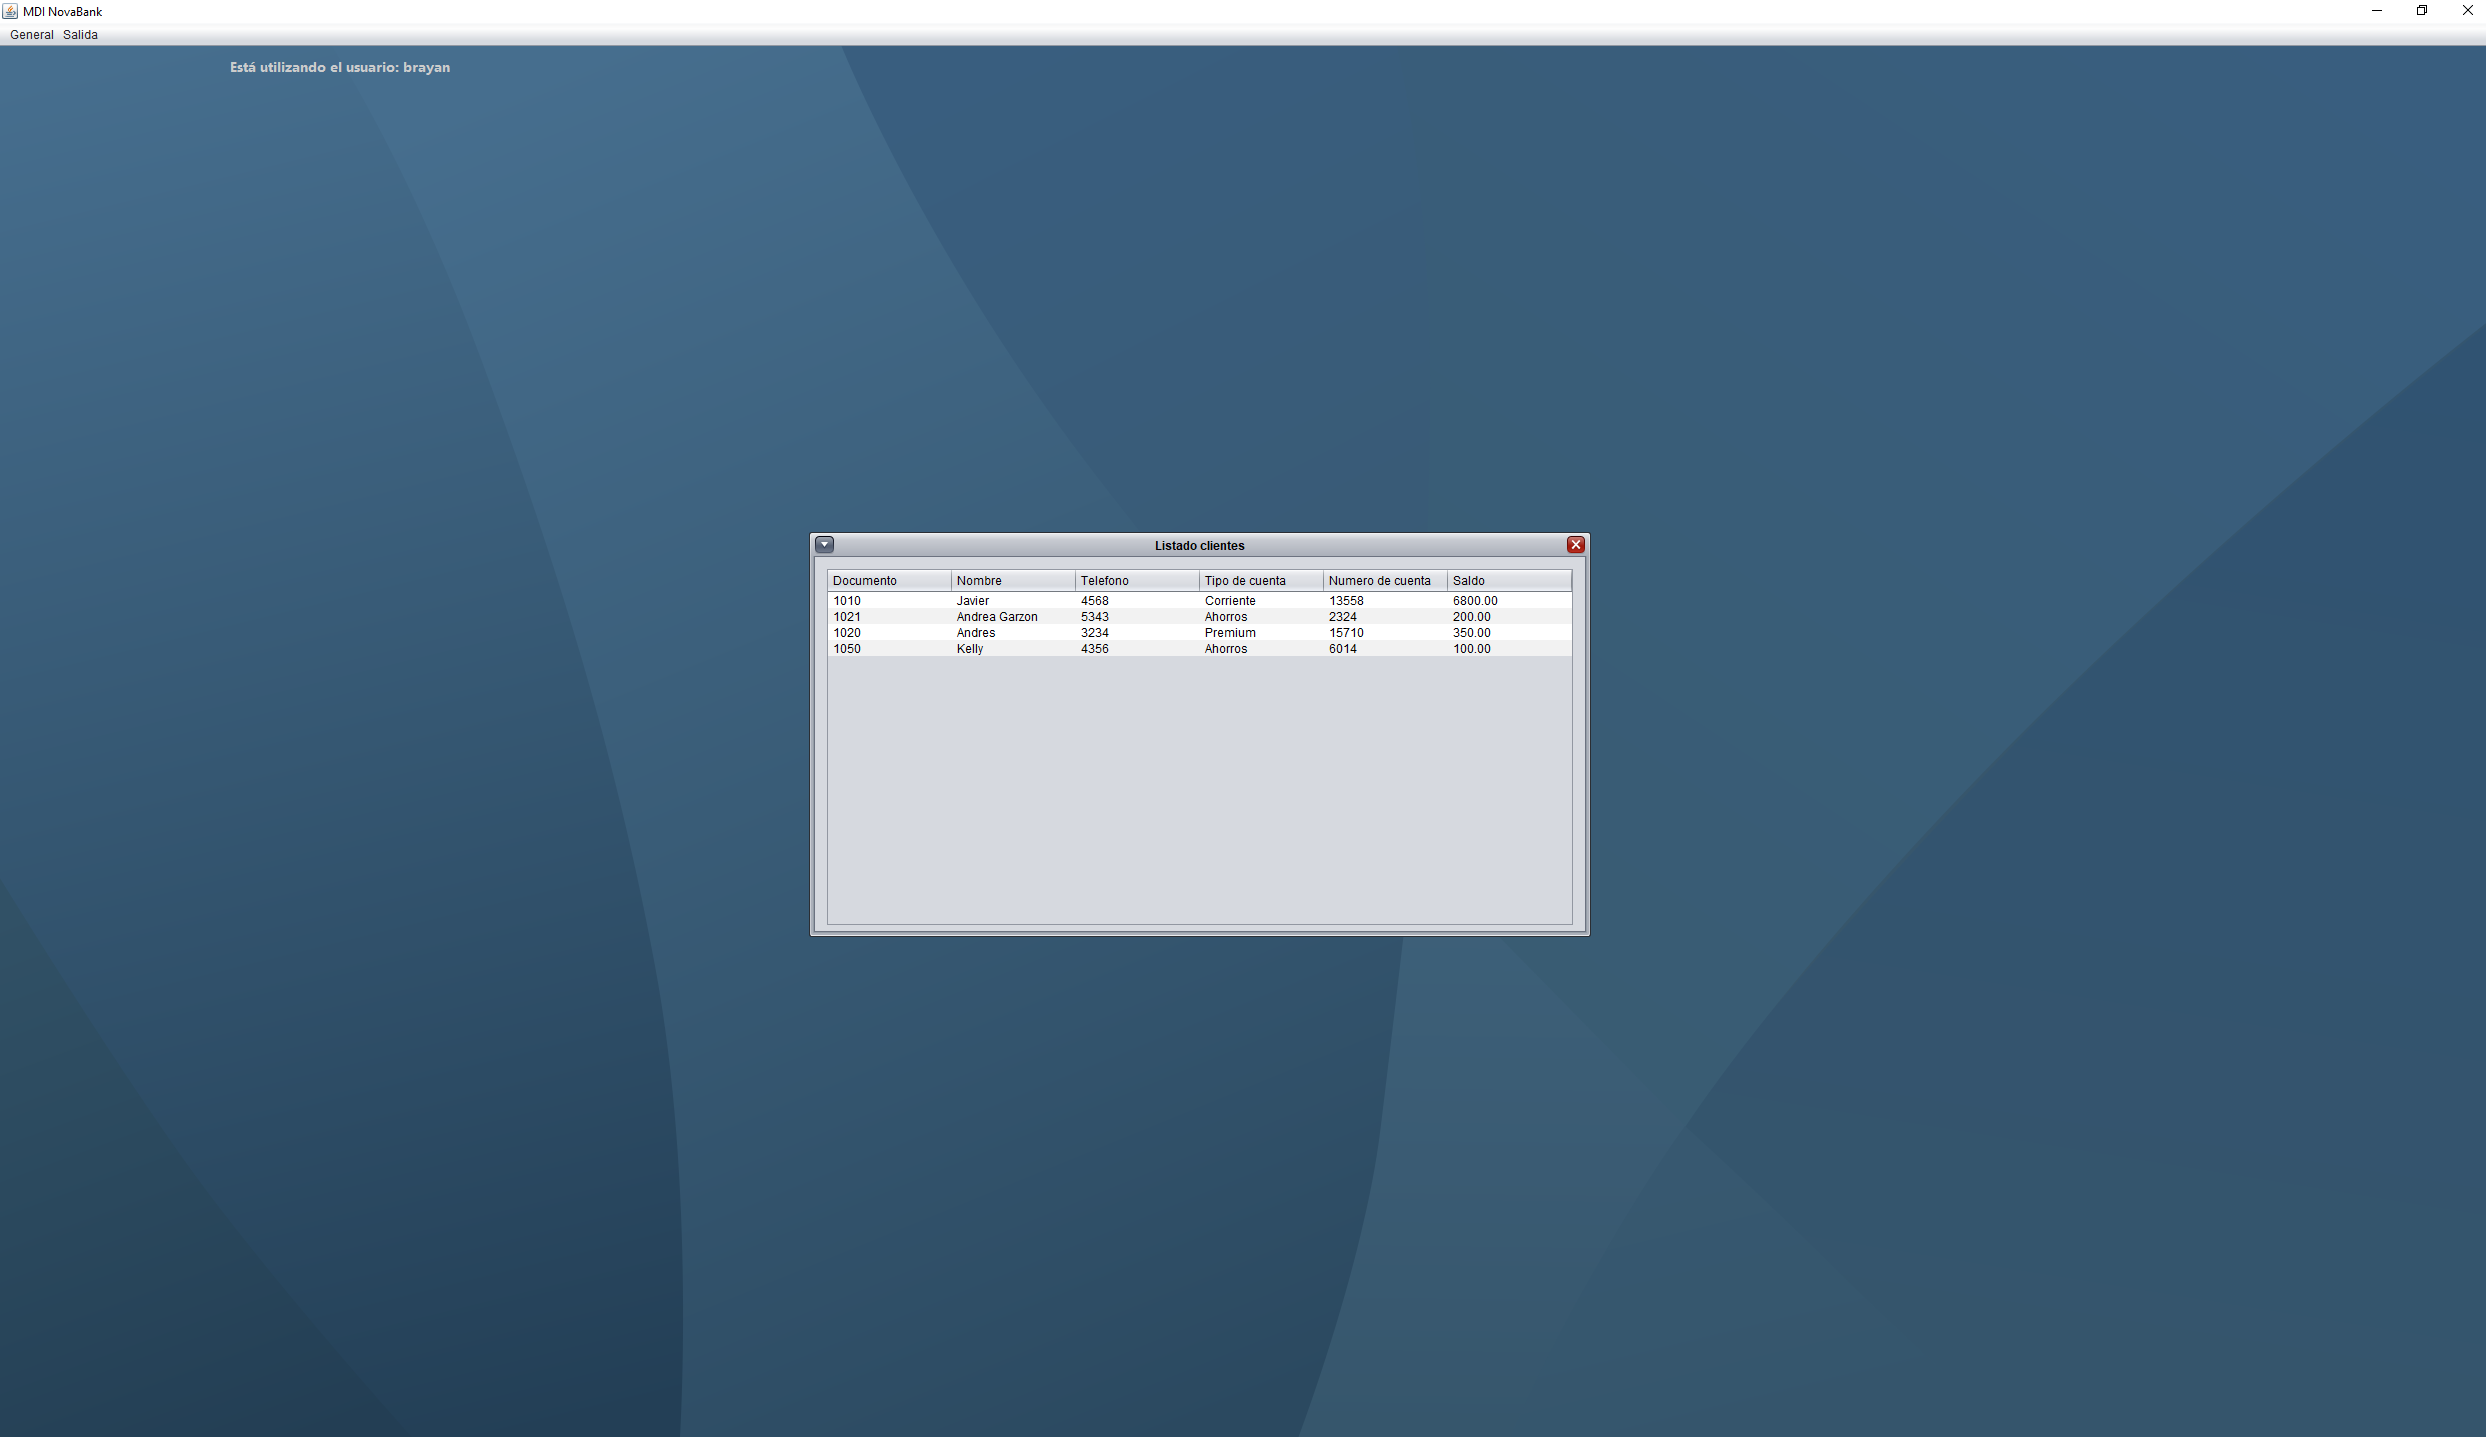 MDI NovaBank
General Salida
Está utilizando el usuario: brayan
Listado clientes
Documento Nombre Telefono Tipo de cuenta Numero de cuenta Saldo
1010 Javier 4568 Corriente 13558 6800.00
1021 Andrea Garzon 5343 Ahorros 2324 200.00
1020 Andres 3234 Premium 15710 350.00
1050 Kelly 4356 Ahorros 6014 100.00